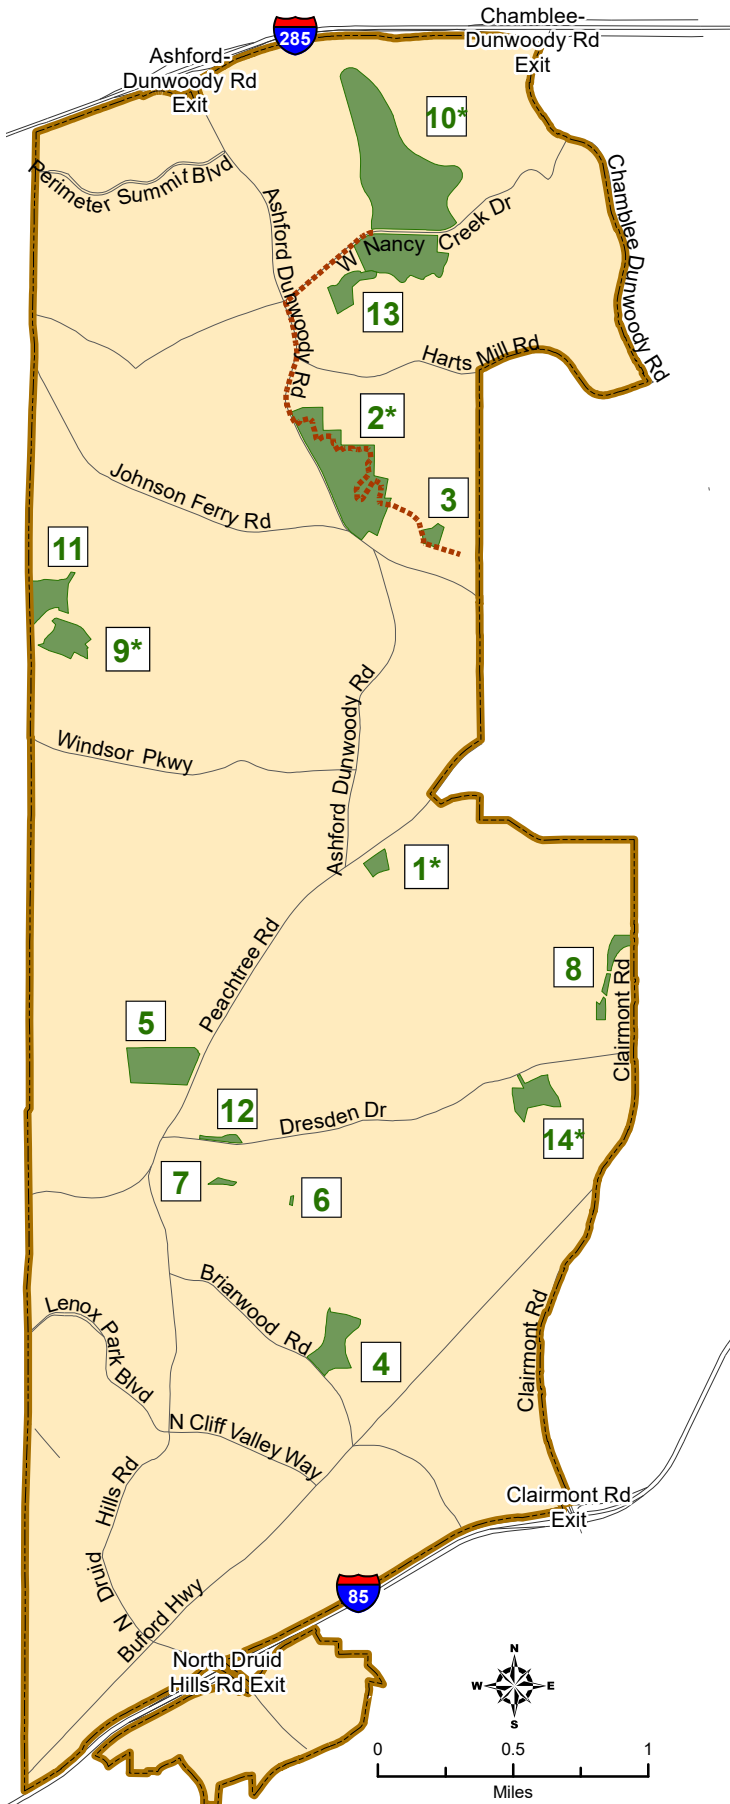 Chamblee-
Dunwoody Rd
Exit
285
Ashford-
Dunwoody Rd
Exit
10*
Perimeter Summit Blvd
Chamblee Dunwoody Rd
Ashford Dunwoody Rd
W Nancy Creek Dr
13
Harts Mill Rd
2*
Johnson Ferry Rd
3
11
9*
Ashford Dunwoody Rd
Windsor Pkwy
1*
Peachtree Rd
8
Clairmont Rd
5
12
Dresden Dr
14*
7
6
Briarwood Rd
Lenox Park Blvd
4
Clairmont Rd
N Cliff Valley Way
N Druid Hills Rd
Clairmont Rd
Exit
85
Buford Hwy
North Druid
Hills Rd Exit
N
W E
S
0 0.5 1
Miles